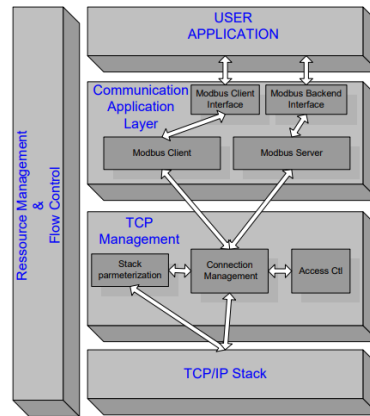 USER
APPLICATION
Communication
Application
Layer
Modbus Client
Interface
Modbus Backend
Interface
Modbus Client
Modbus Server
Ressource Management
&
Flow Control
TCP
Management
Stack
parmeterization
Connection
Management
Access Ctl
TCP/IP Stack